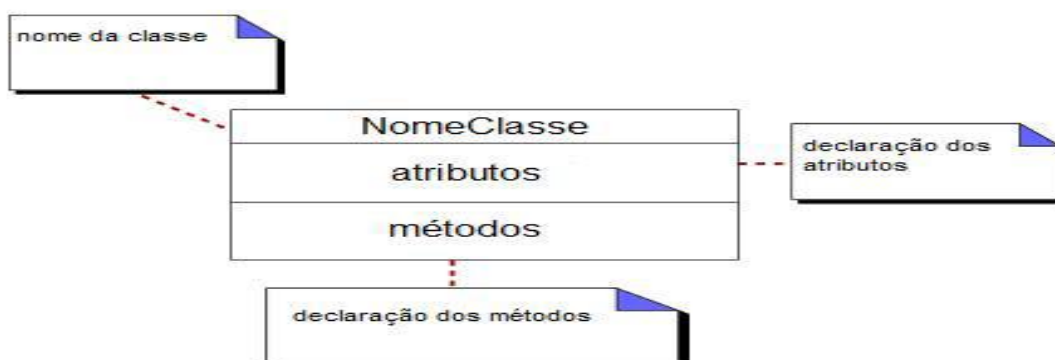 nome da classe
NomeClasse
atributos
métodos
declaração dos
atributos
declaração dos métodos